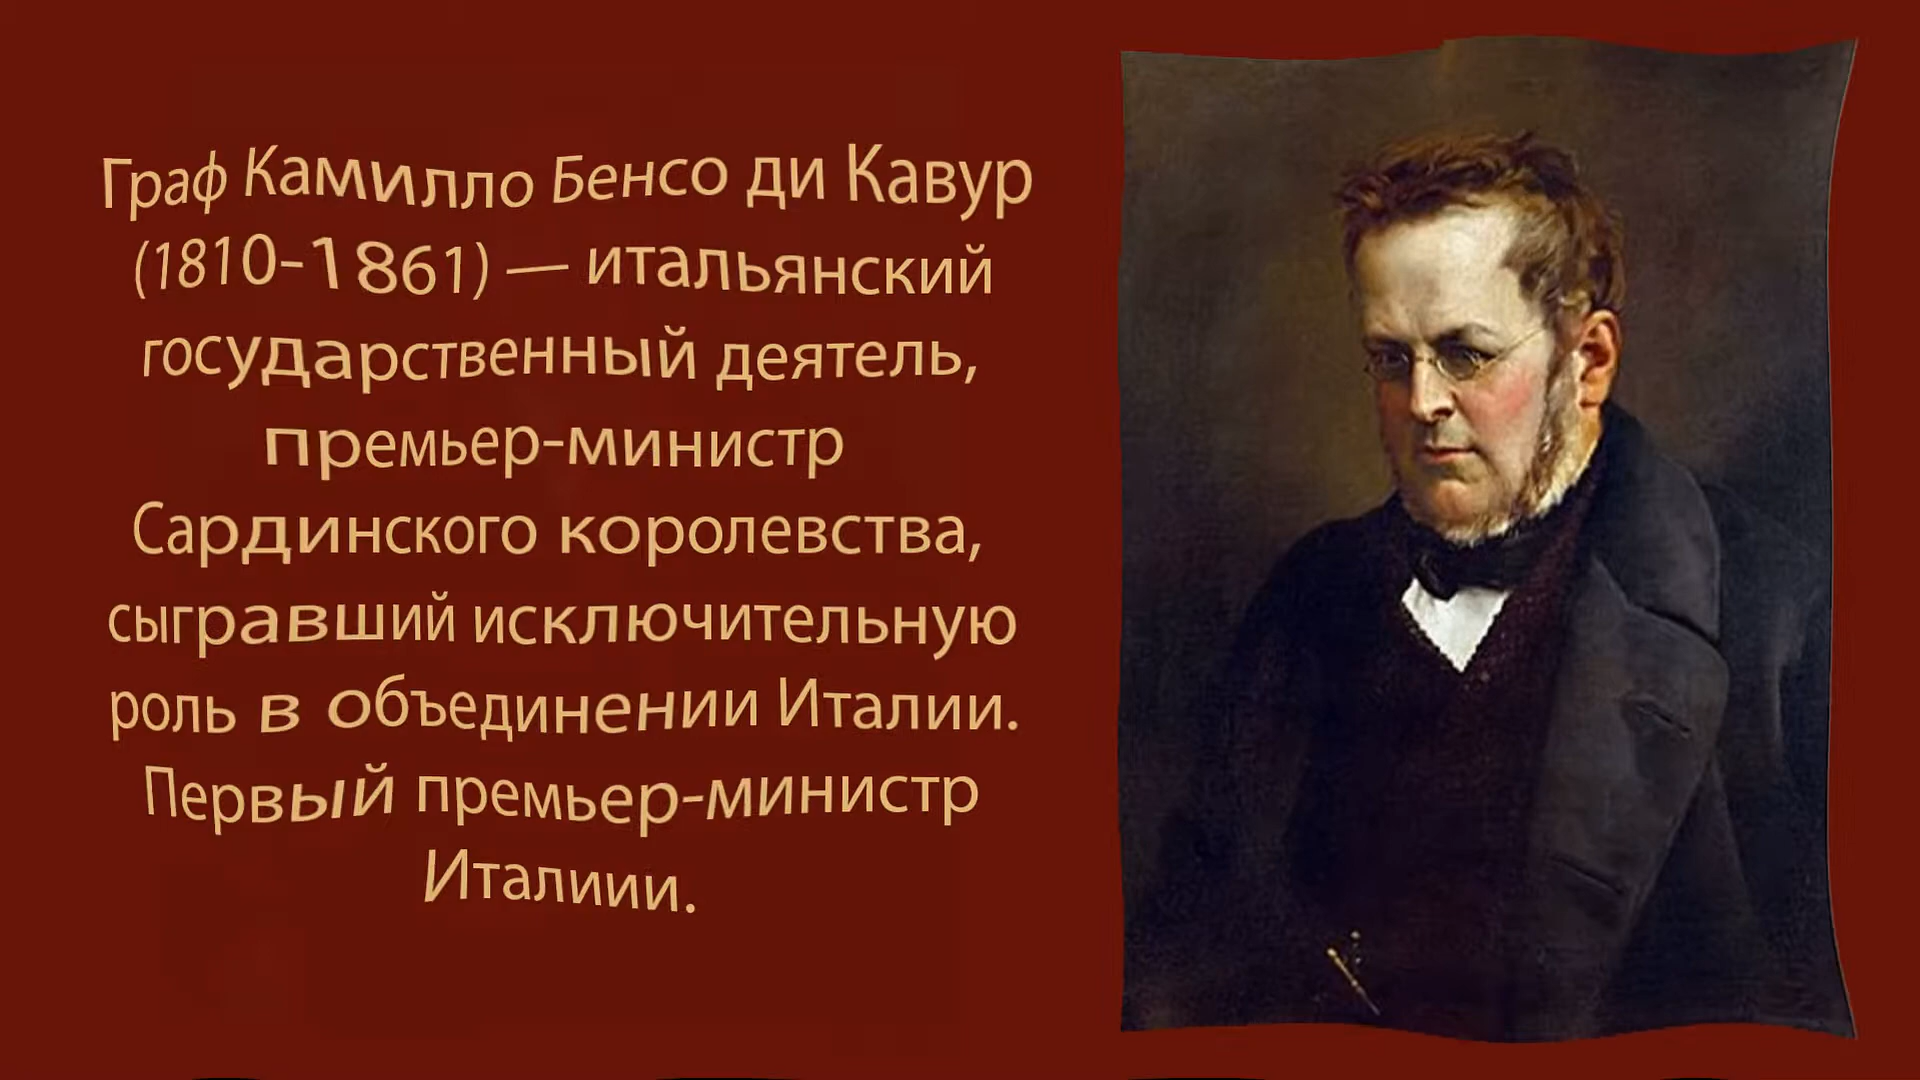 Граф Камилло Бенсо ди Кавур
(1810-1861) — итальянский
государственный деятель,
премьер-министр
Сардинского королевства,
сыгравший исключительную
роль в объединении Италии.
Первый премьер-министр
Италиии.